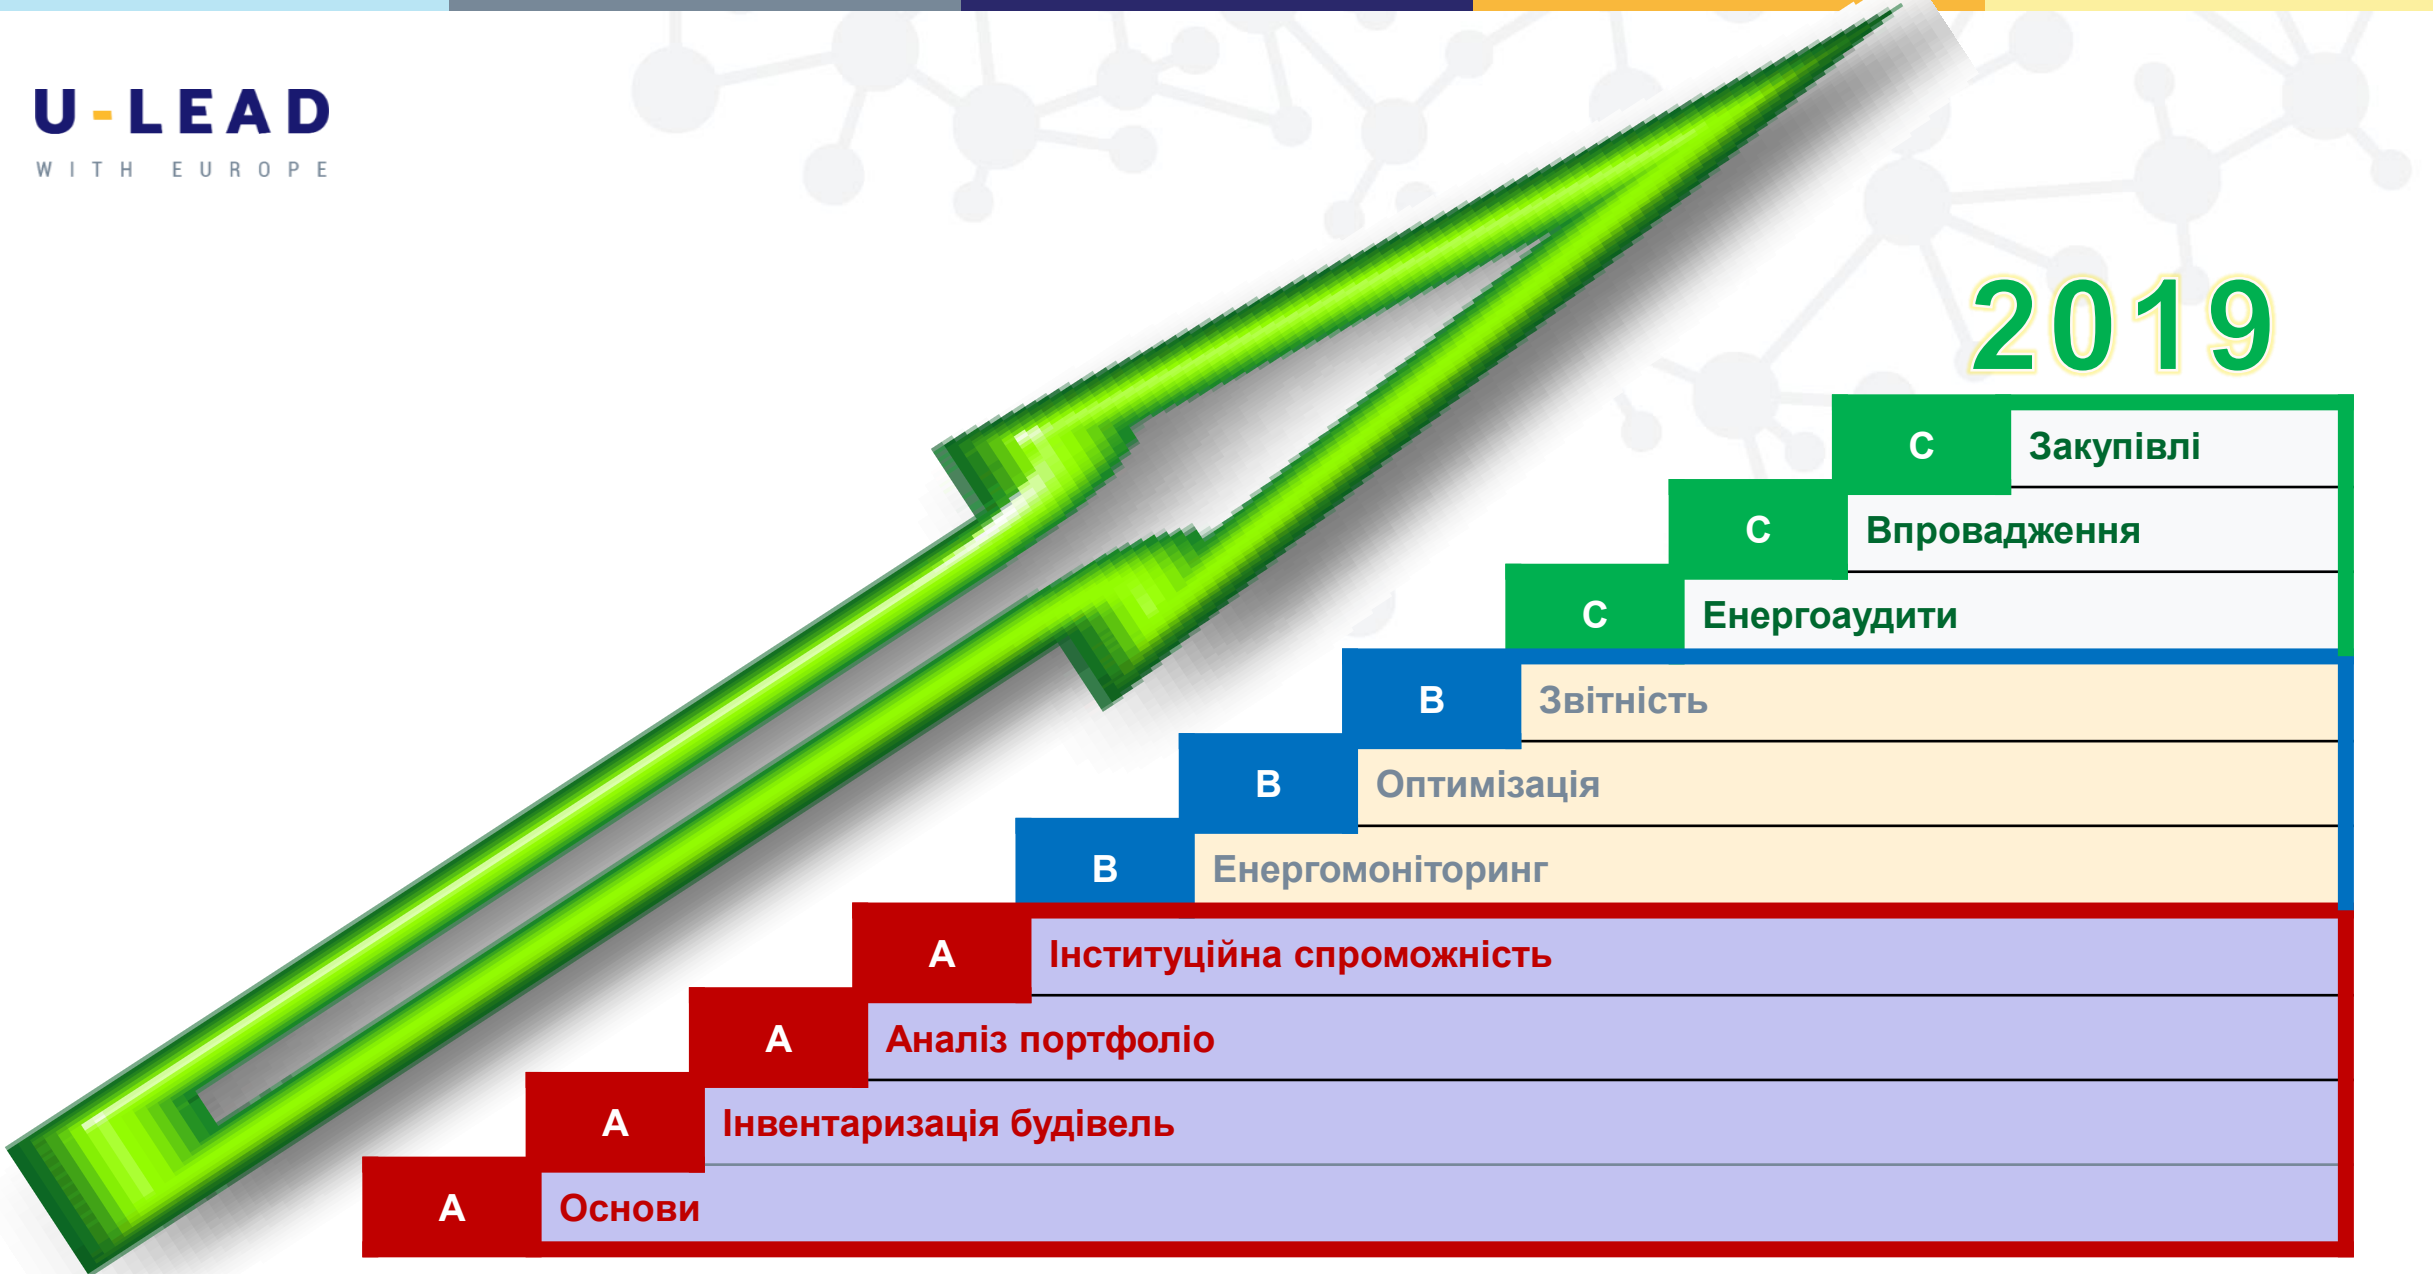 U-LEAD
WITH EUROPE
2019
C Закупівлі
C Впровадження
C Енергоаудити
B Звітність
B Оптимізація
B Енергомоніторинг
A Інституційна спроможність
A Аналіз портфоліо
A Інвентаризація будівель
A Основи